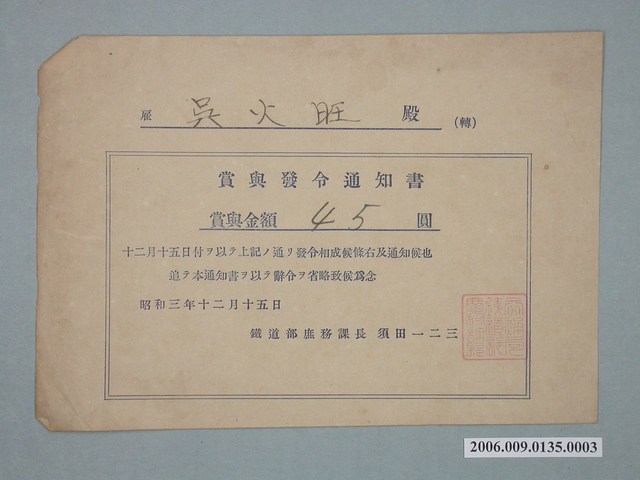 雇 吳火旺 殿 (轉)
賞與發令通知書
賞與金額 45 圓
十二月十五日付ヲ以テ上記ノ通リ發令相成候條右及通知候也
追テ本通知書ヲ以テ辭令ヲ省略致候爲念
昭和三年十二月十五日
鐵道部庶務課長 須田一二三
2006.009.0135.0003